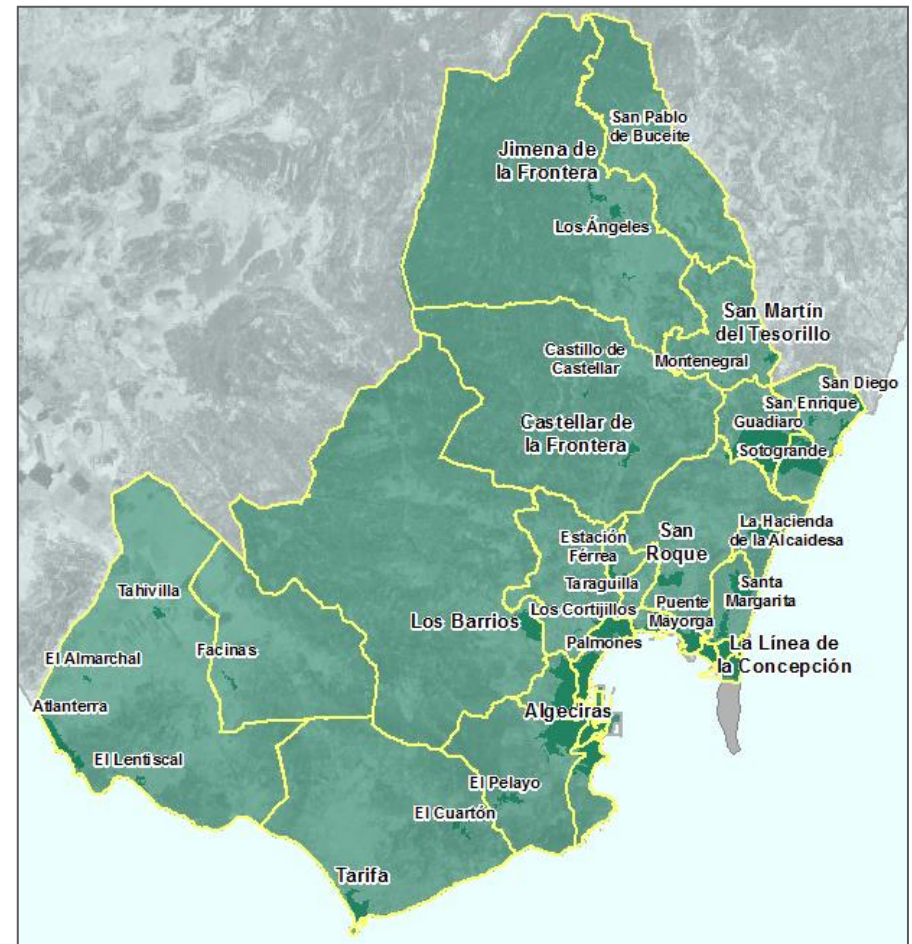 San Pablo
de Buceite
Jimena de
la Frontera
Los Ángeles
San Martín
del Tesorillo
Castillo de
Castellar
Montenegral
San Diego
San Enrique
Guadiaro
Castellar de
la Frontera
Sotogrande
Estación
Férrea
San
Roque
La Hacienda
de la Alcaidesa
Taraguilla
Santa
Margarita
Tahivilla
Los Barrios
Los Cortijillos
Puente
Mayorga
Facinas
Palmones
La Línea de
la Concepción
El Almarchal
Atlanterra
Algeciras
El Lentiscal
El Pelayo
El Cuartón
Tarifa